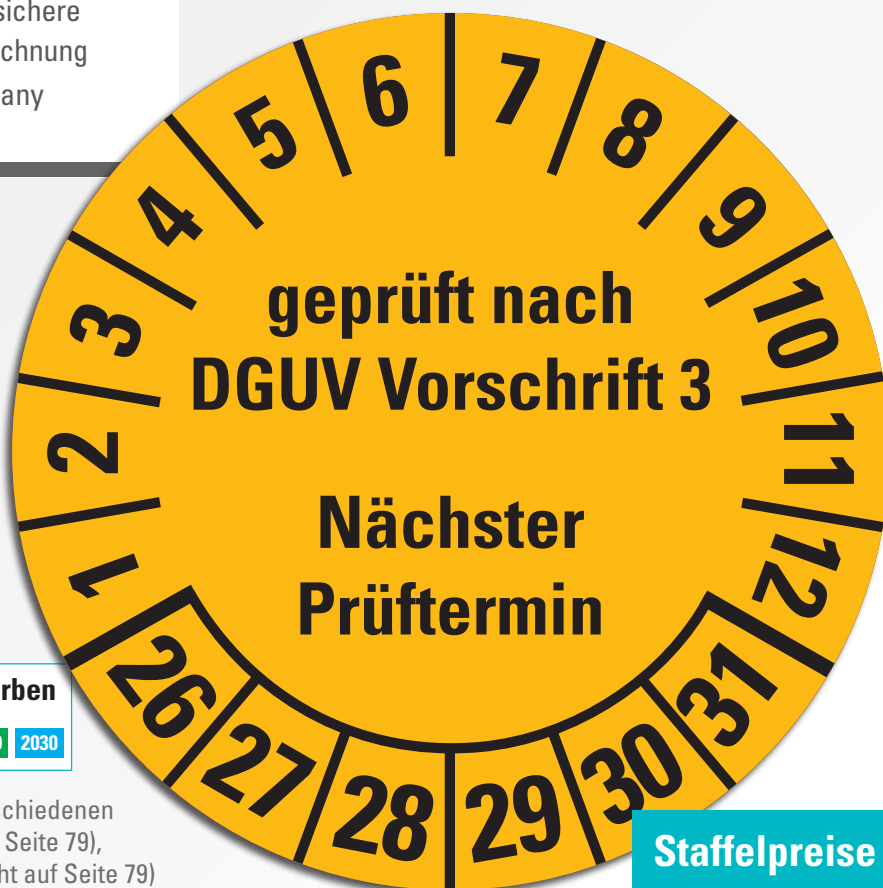 sichere
chnung
any
1
2
3
4
5
6
7
8
9
10
11
12
geprüft nach
DGUV Vorschrift 3
Nächster
Prüftermin
26
27
28
29
30
31
rben
2030
schiedenen
Seite 79),
ht auf Seite 79)
Staffelpreise